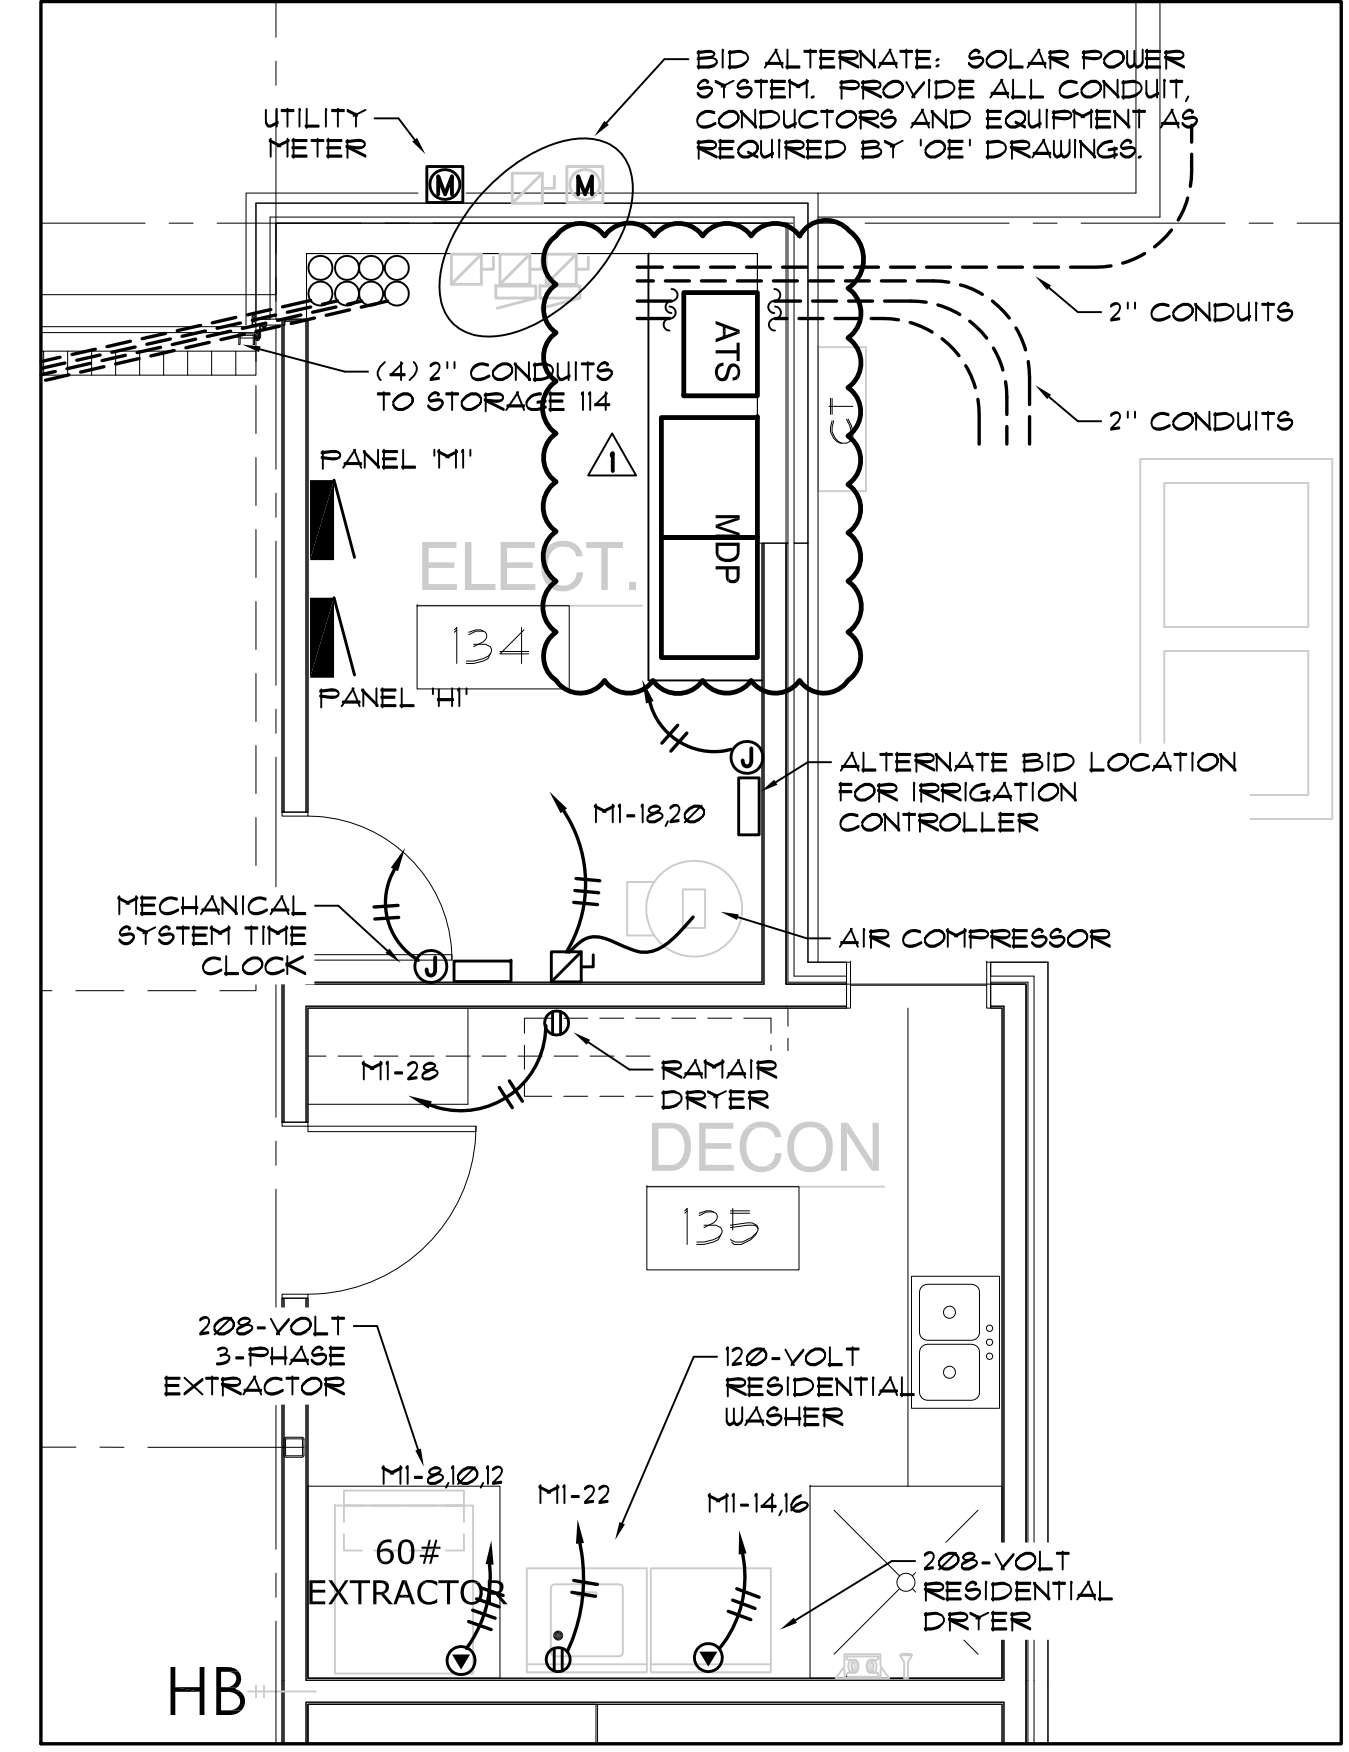 BID ALTERNATE: SOLAR POWER
SYSTEM. PROVIDE ALL CONDUIT,
CONDUCTORS AND EQUIPMENT AS
REQUIRED BY 'OE' DRAWINGS.
UTILITY
METER
M
M
2" CONDUITS
ATS
(4) 2" CONDUITS
TO STORAGE 114
2" CONDUITS
CT
PANEL 'M1'
1
MDP
ELECT.
134
PANEL 'H1'
J
ALTERNATE BID LOCATION
FOR IRRIGATION
CONTROLLER
M1-18,20
MECHANICAL
SYSTEM TIME
CLOCK
J
AIR COMPRESSOR
M1-28
RAMAIR
DRYER
DECON
135
208-VOLT
3-PHASE
EXTRACTOR
120-VOLT
RESIDENTIAL
WASHER
M1-8,10,12
M1-22
M1-14,16
60#
EXTRACTOR
208-VOLT
RESIDENTIAL
DRYER
HB